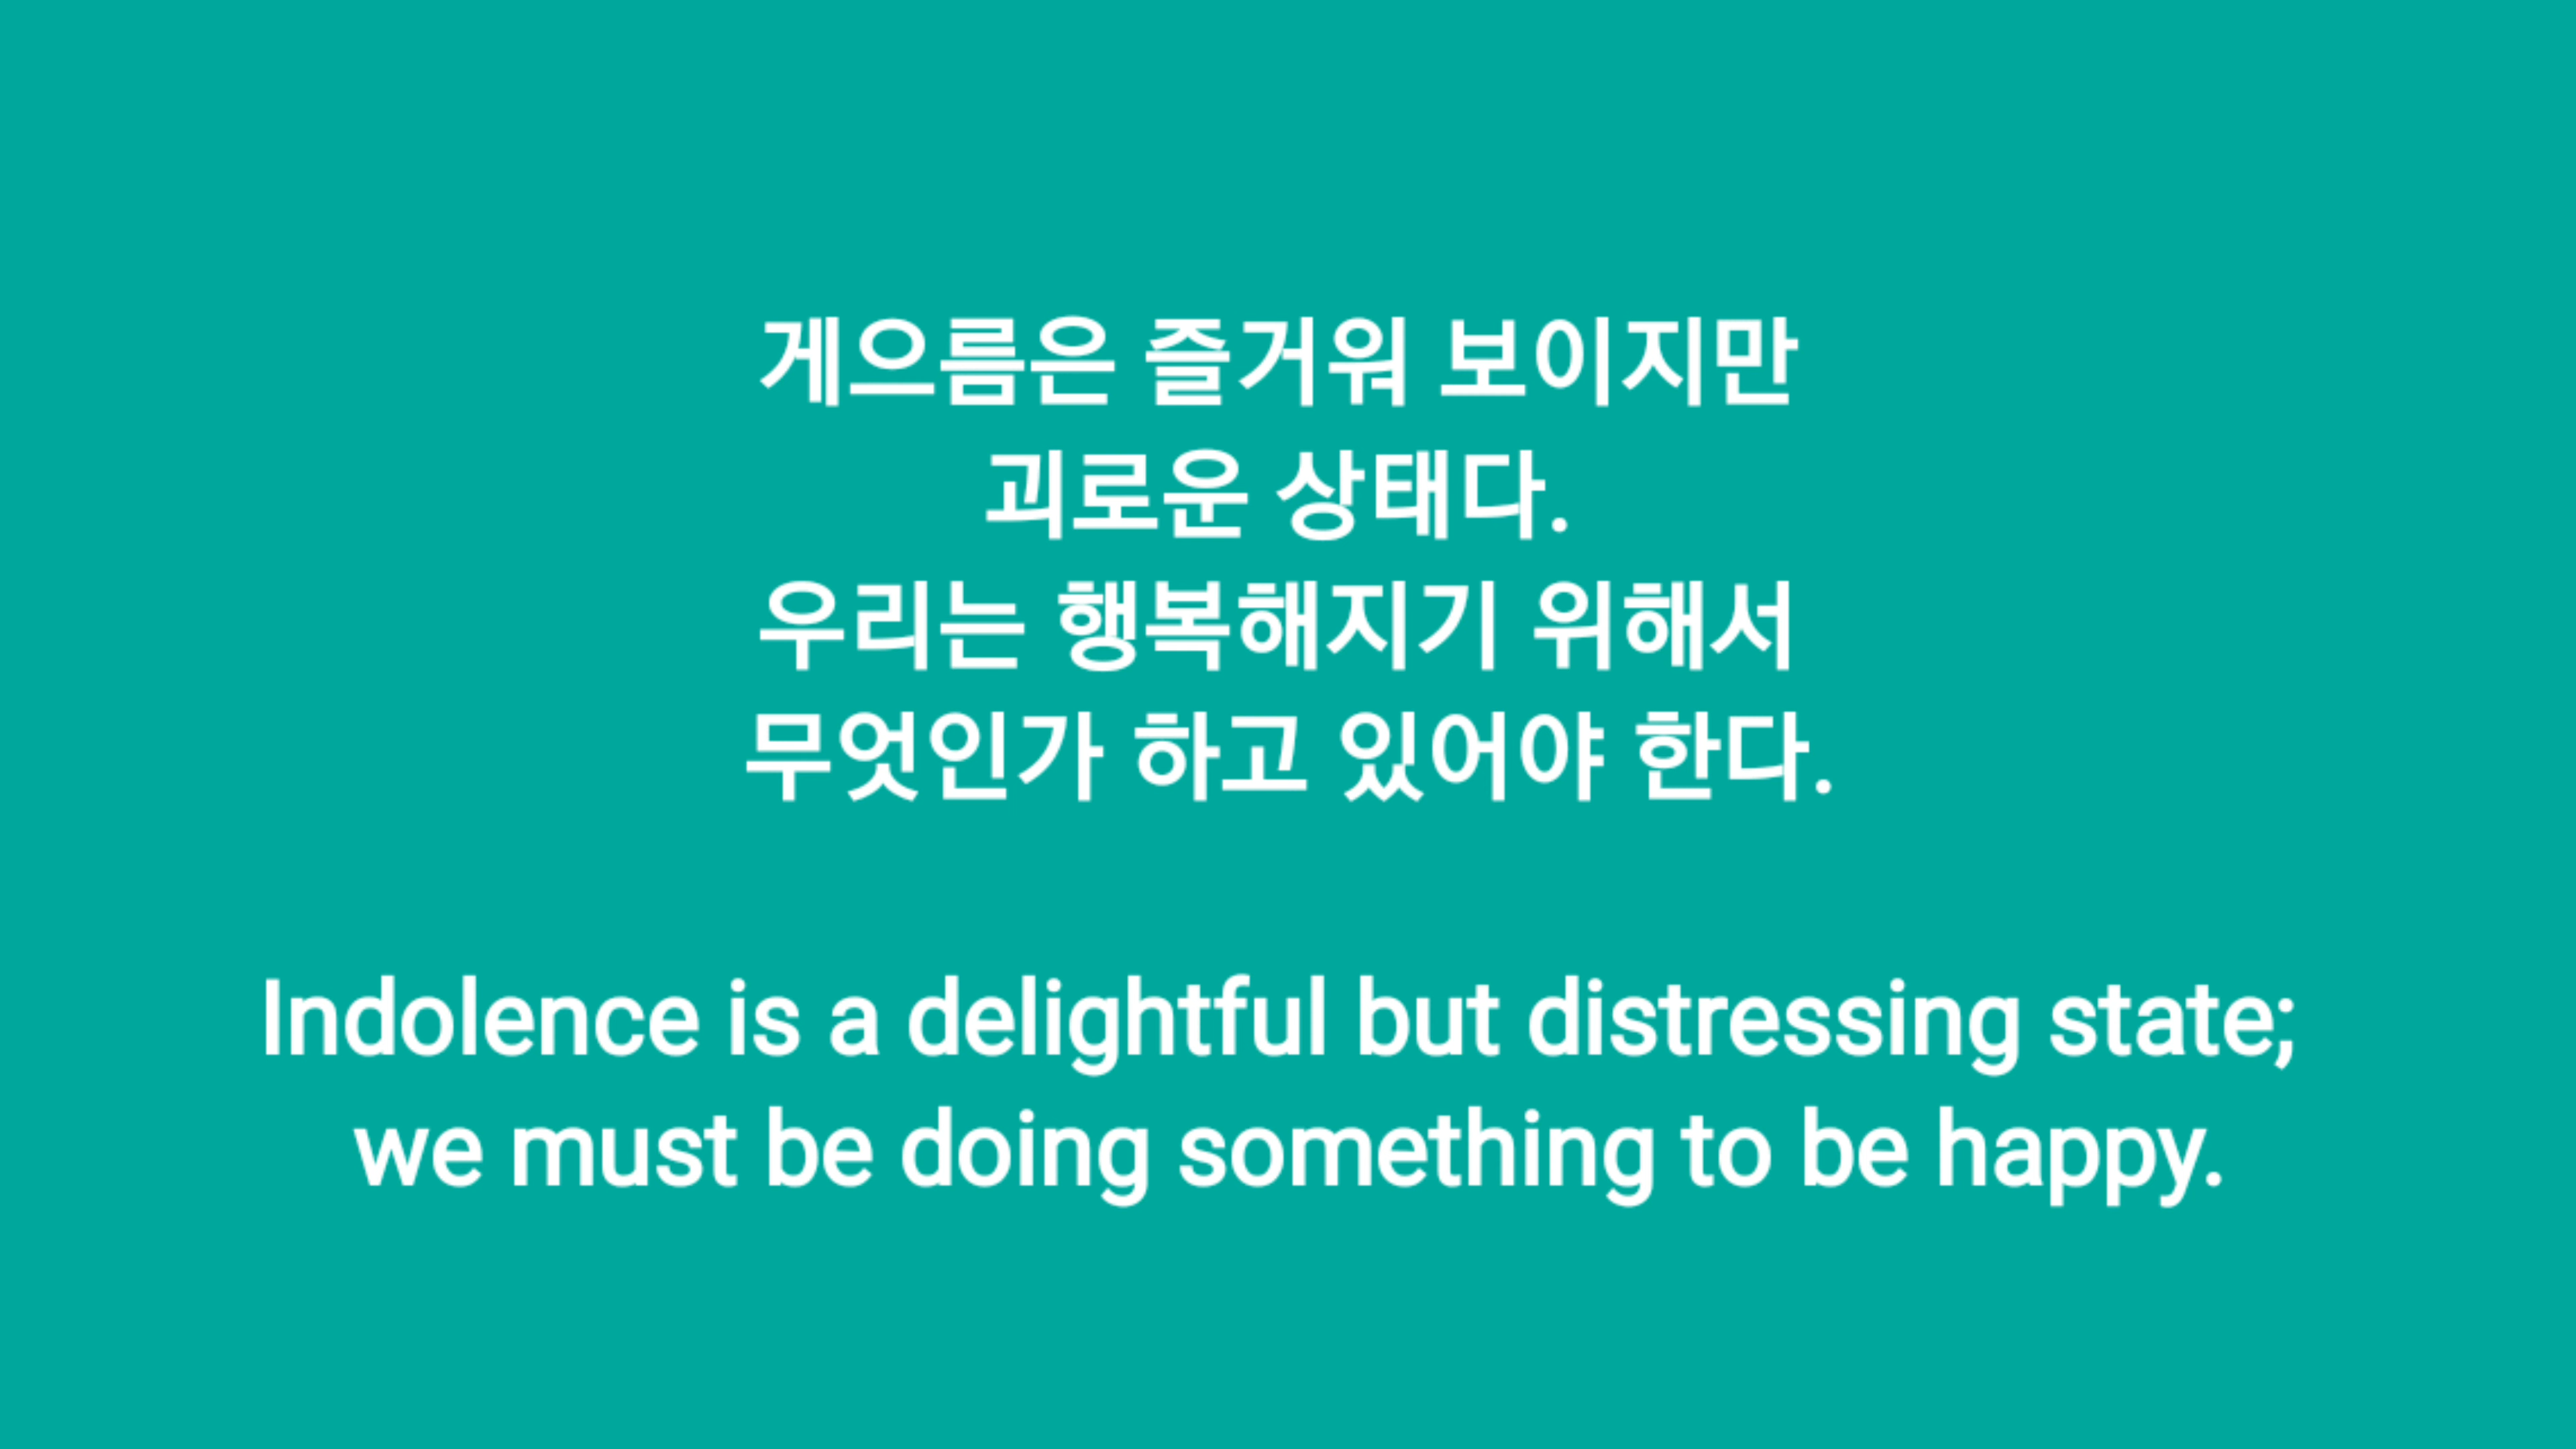 게으름은 즐거워 보이지만
괴로운 상태다.
우리는 행복해지기 위해서
무엇인가 하고 있어야 한다.
Indolence is a delightful but distressing state;
we must be doing something to be happy.